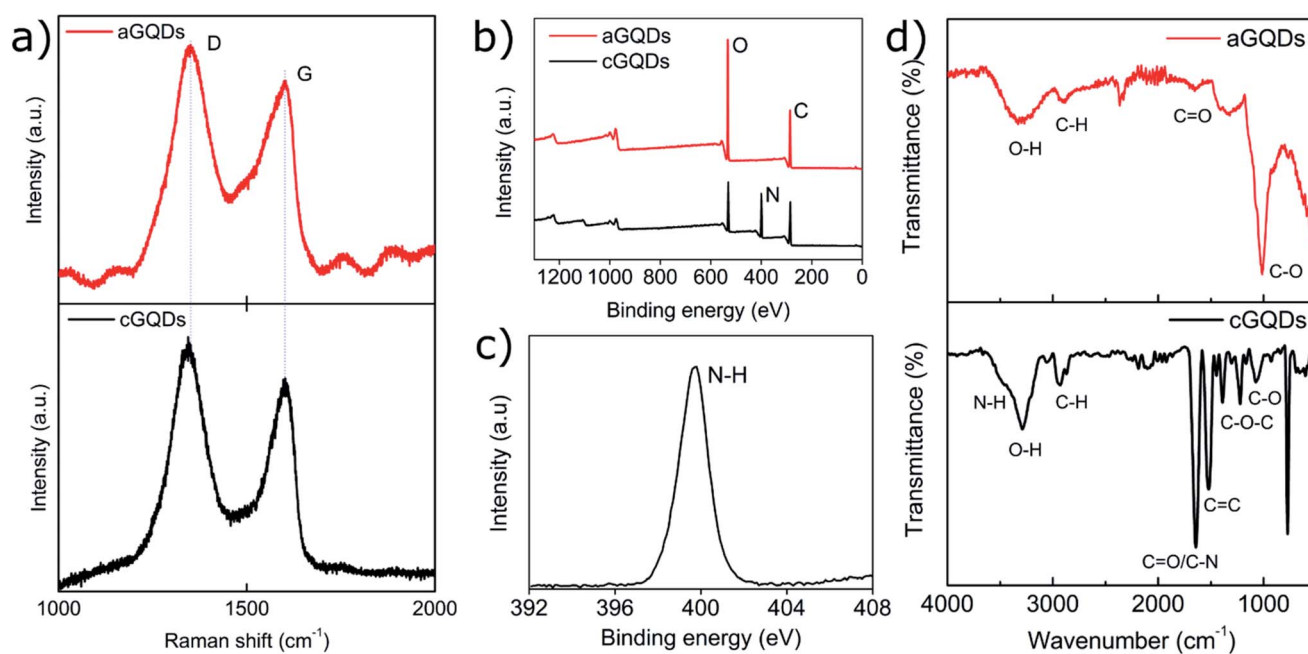 a)
aGQDs
D
G
Intensity (a.u.)
cGQDs
Intensity (a.u.)
1000 1500 2000
Raman shift (cm-1)
b)
aGQDs
cGQDs
O
C
N
Intensity (a.u.)
1200 1000 800 600 400 200 0
Binding energy (eV)
c)
N-H
Intensity (a.u)
392 396 400 404 408
Binding energy (eV)
d)
aGQDs
C-H
C=O
O-H
C-O
Transmittance (%)
cGQDs
N-H
C-H
C-O
C-O-C
O-H
C=C
C=O/C-N
Transmittance (%)
4000 3000 2000 1000
Wavenumber (cm-1)